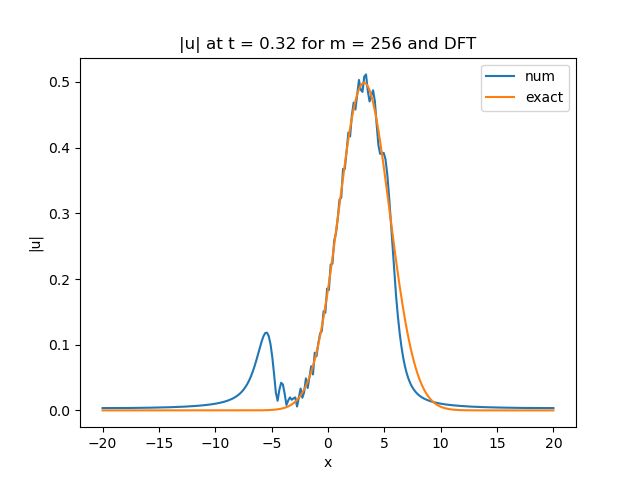 |u| at t = 0.32 for m = 256 and DFT
num
exact
|u|
0.5
0.4
0.3
0.2
0.1
0.0
−20 −15 −10 −5 0 5 10 15 20
x